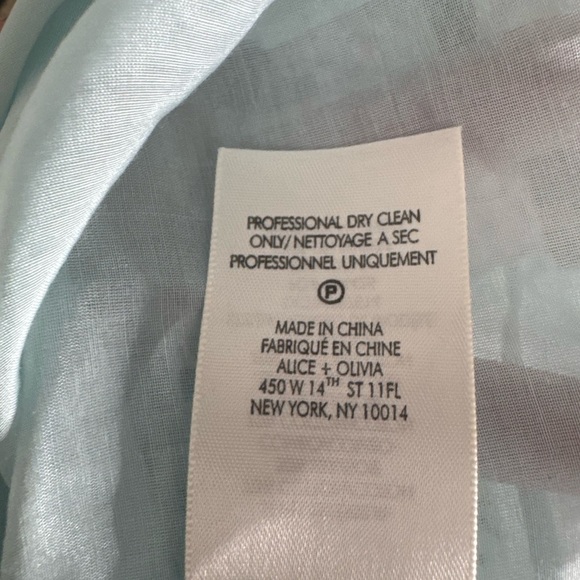 PROFESSIONAL DRY CLEAN
ONLY/ NETTOYAGE A SEC
PROFESSIONNEL UNIQUEMENT
P
MADE IN CHINA
FABRIQUÉ EN CHINE
ALICE + OLIVIA
450 W 14TH ST 11FL
NEW YORK, NY 10014